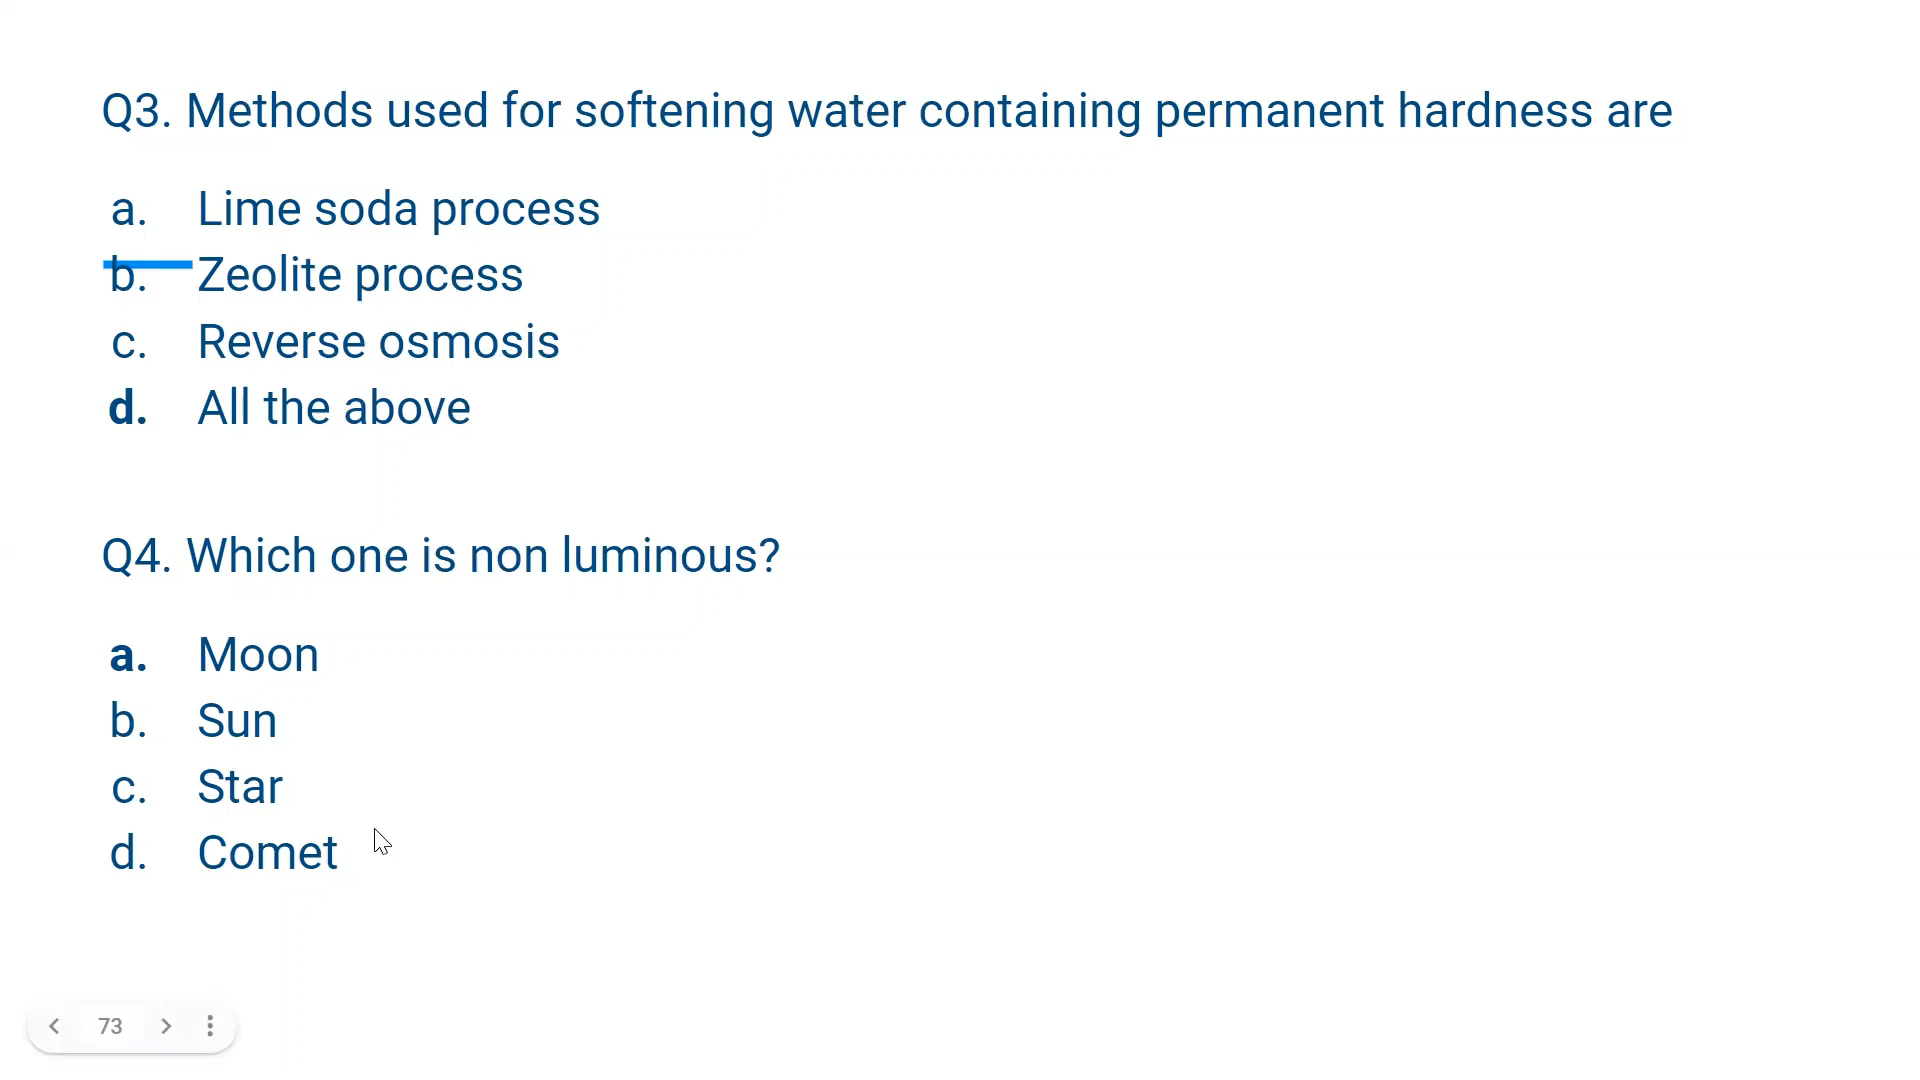 Q3. Methods used for softening water containing permanent hardness are
a. Lime soda process
b. Zeolite process
c. Reverse osmosis
d. All the above
Q4. Which one is non luminous?
a. Moon
b. Sun
c. Star
d. Comet
73